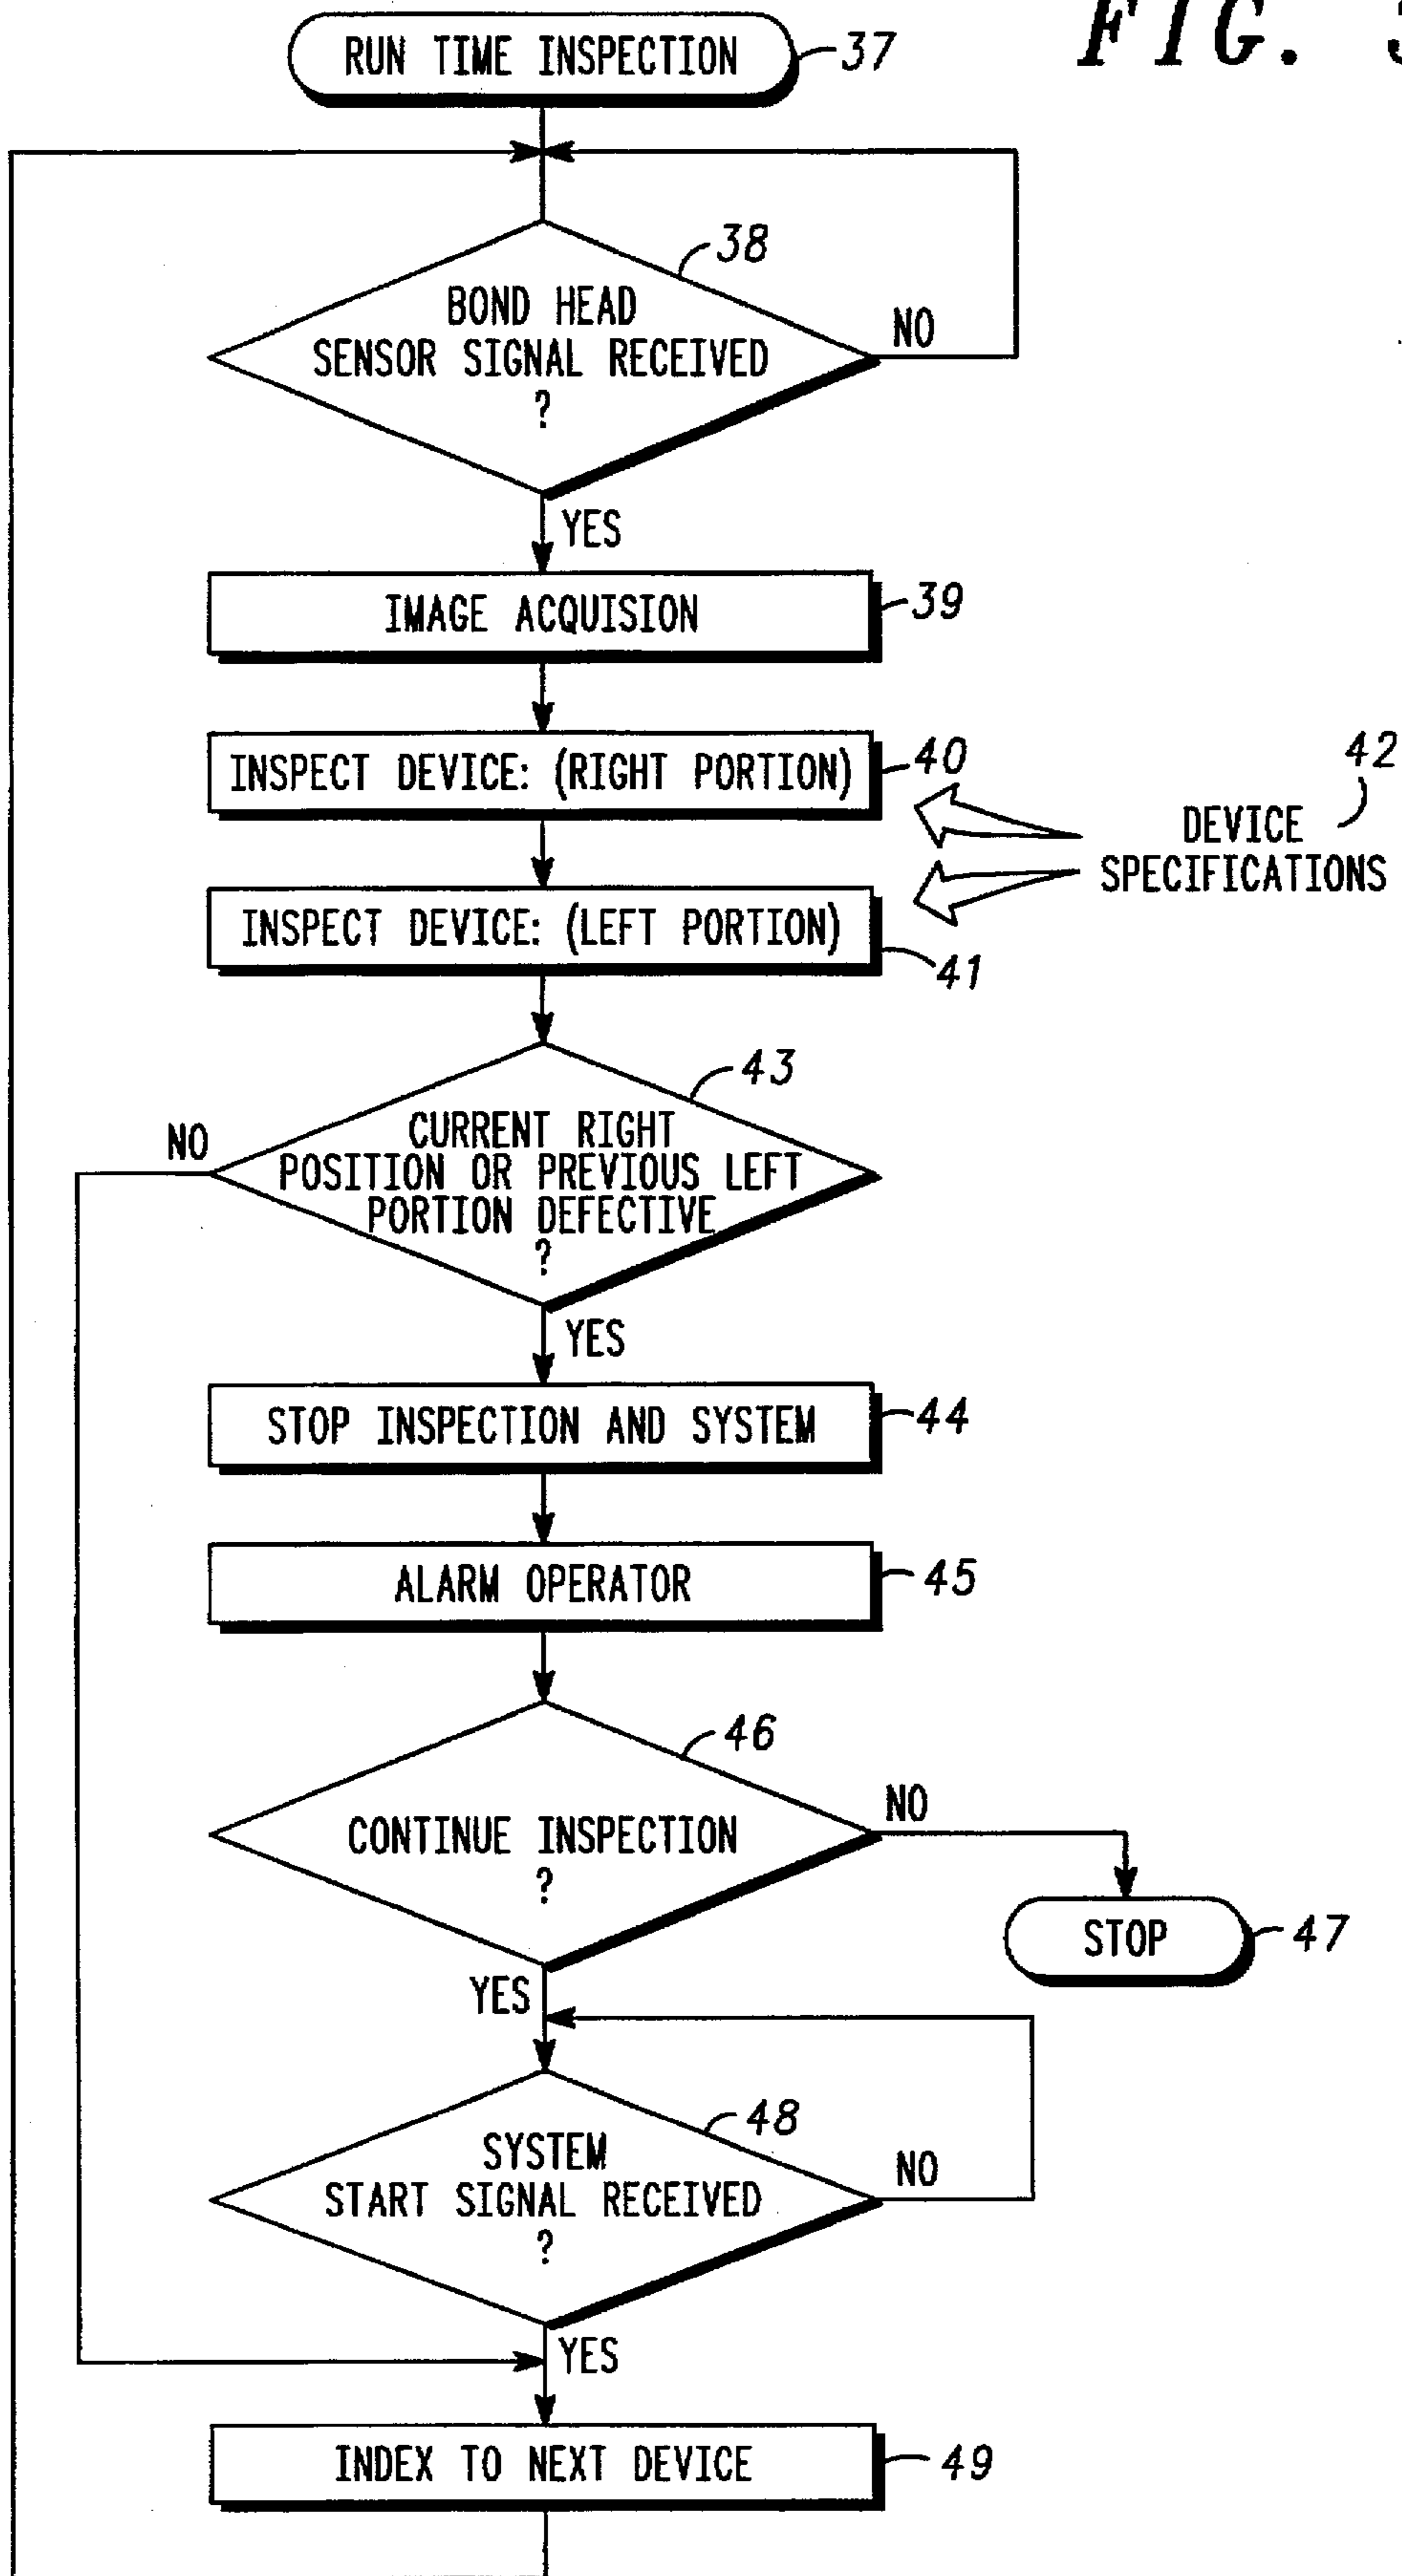 FIG. 3
RUN TIME INSPECTION
37
38
BOND HEAD
SENSOR SIGNAL RECEIVED
?
NO
YES
IMAGE ACQUISION
39
INSPECT DEVICE: (RIGHT PORTION)
40
42
DEVICE
SPECIFICATIONS
INSPECT DEVICE: (LEFT PORTION)
41
43
NO
CURRENT RIGHT
POSITION OR PREVIOUS LEFT
PORTION DEFECTIVE
?
YES
STOP INSPECTION AND SYSTEM
44
ALARM OPERATOR
45
46
NO
CONTINUE INSPECTION
?
STOP
47
YES
48
SYSTEM
START SIGNAL RECEIVED
?
NO
YES
INDEX TO NEXT DEVICE
49